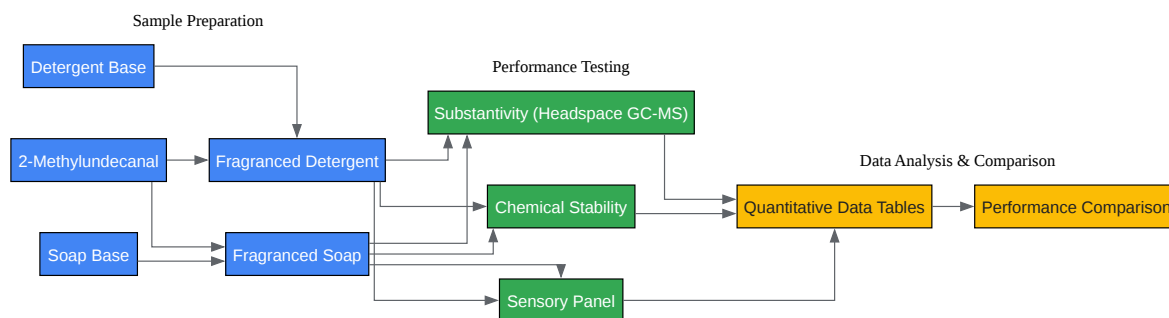 Sample Preparation
Detergent Base
Performance Testing
Substantivity (Headspace GC-MS)
2-Methylundecanal
Fragranced Detergent
Data Analysis & Comparison
Chemical Stability
Quantitative Data Tables
Performance Comparison
Soap Base
Fragranced Soap
Sensory Panel